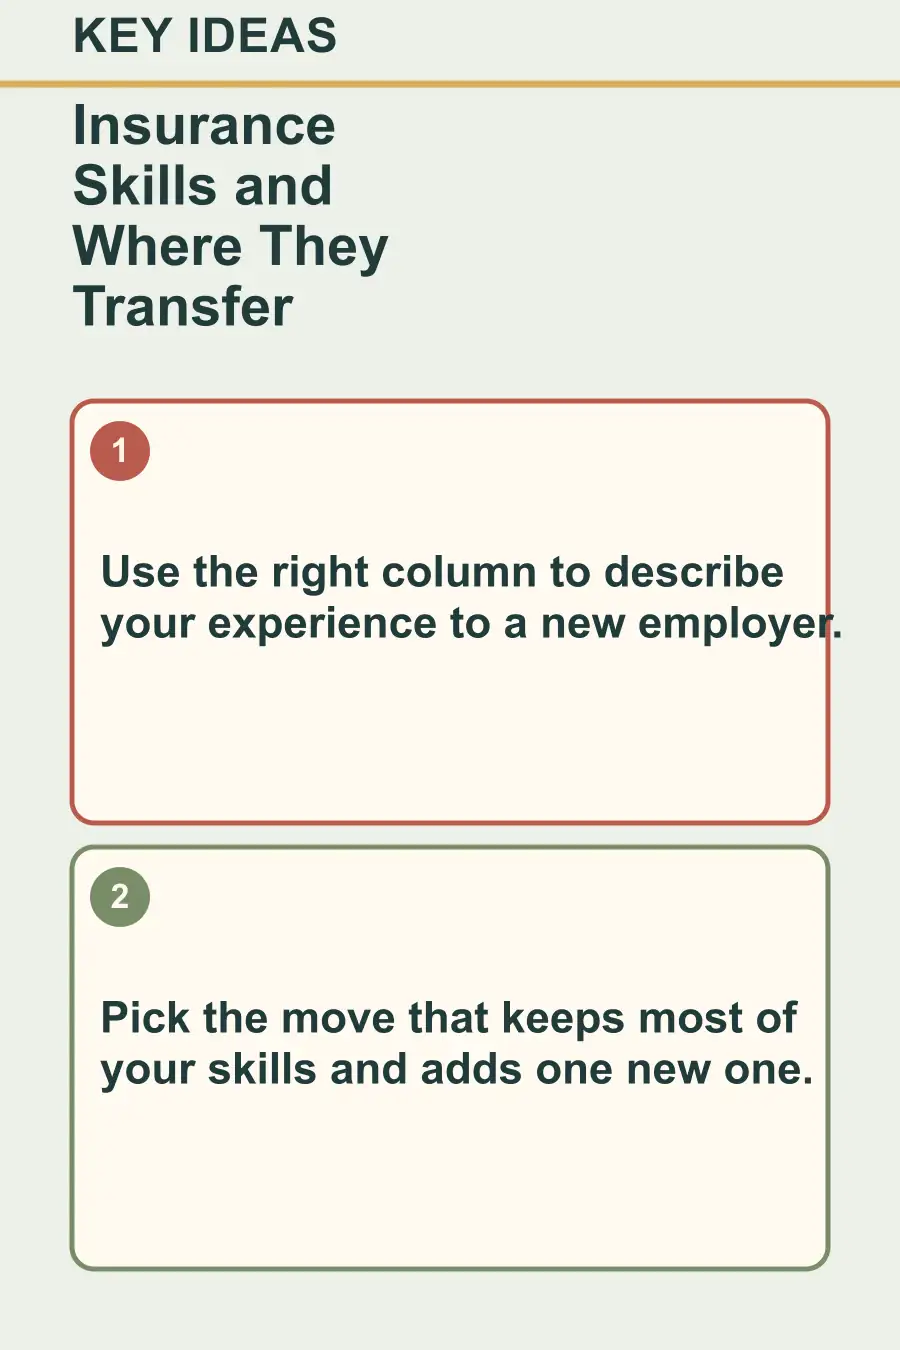 KEY IDEAS
Insurance
Skills and
Where They
Transfer
1
Use the right column to describe
your experience to a new employer.
2
Pick the move that keeps most of
your skills and adds one new one.